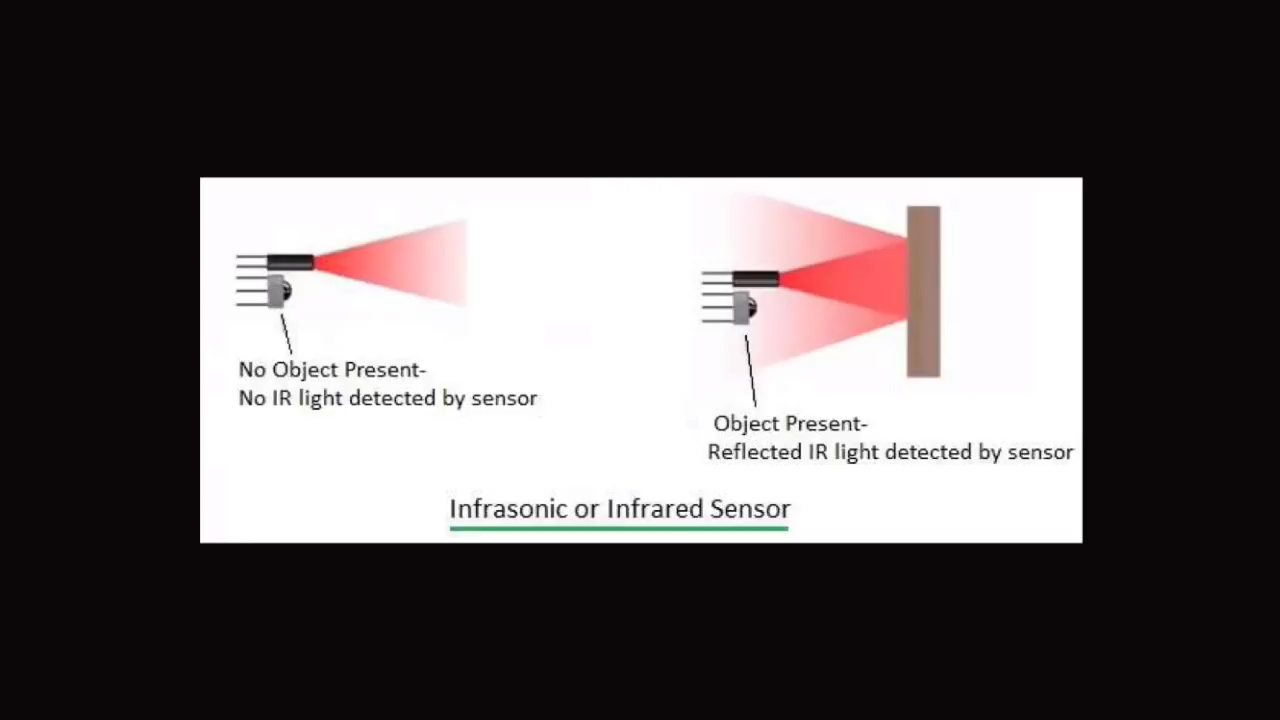 No Object Present-
No IR light detected by sensor
Object Present-
Reflected IR light detected by sensor
Infrasonic or Infrared Sensor